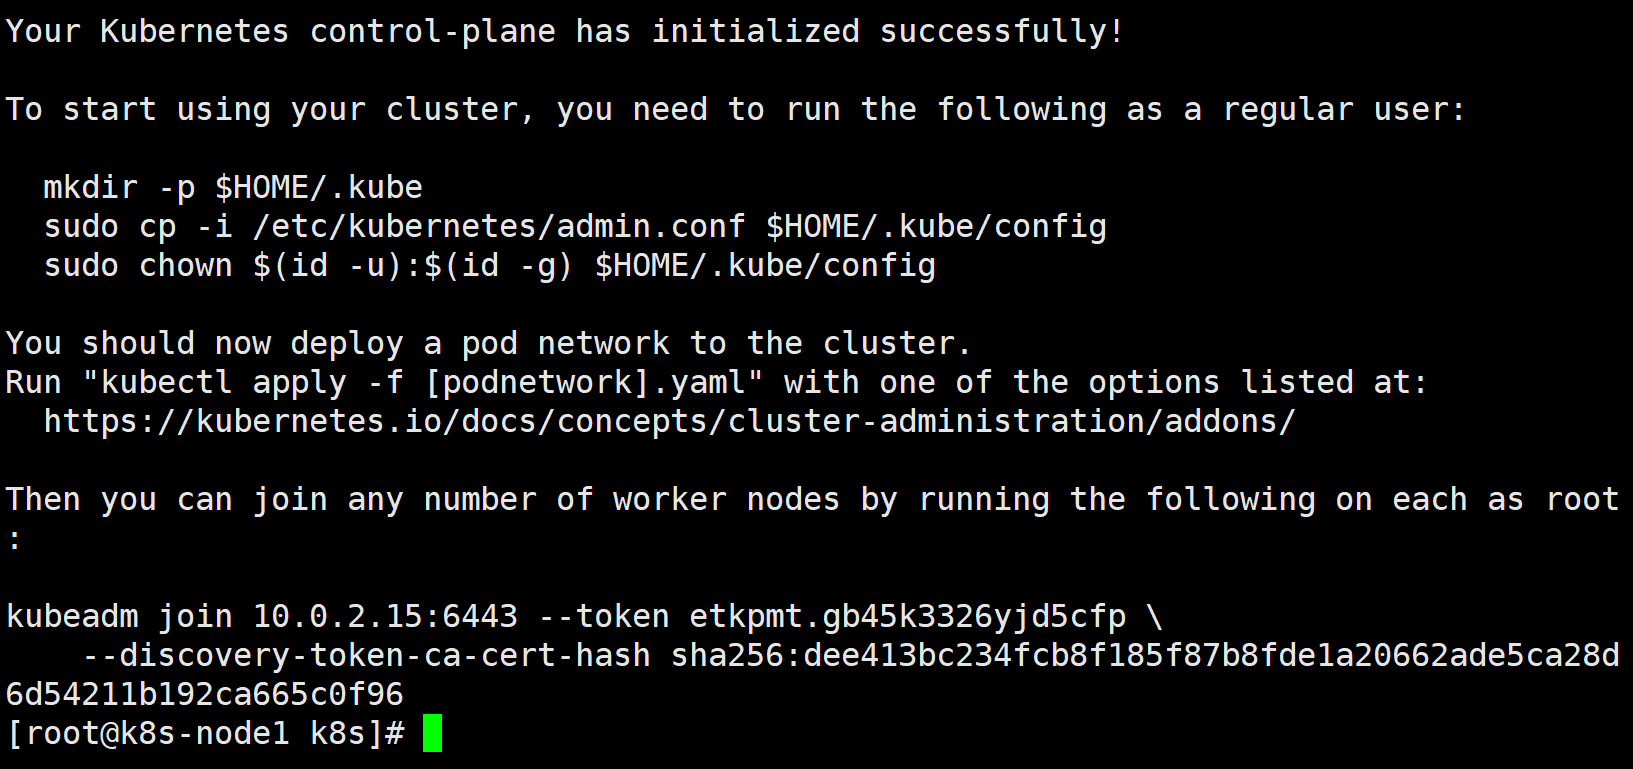 Your Kubernetes control-plane has initialized successfully!
To start using your cluster, you need to run the following as a regular user:
mkdir -p $HOME/.kube
sudo cp -i /etc/kubernetes/admin.conf $HOME/.kube/config
sudo chown $(id -u):$(id -g) $HOME/.kube/config
You should now deploy a pod network to the cluster.
Run "kubectl apply -f [podnetwork].yaml" with one of the options listed at:
https://kubernetes.io/docs/concepts/cluster-administration/addons/
Then you can join any number of worker nodes by running the following on each as root
:
kubeadm join 10.0.2.15:6443 --token etkpmt.gb45k3326yjd5cfp \
--discovery-token-ca-cert-hash sha256:dee413bc234fcb8f185f87b8fde1a20662ade5ca28d
6d54211b192ca665c0f96
[root@k8s-node1 k8s]#